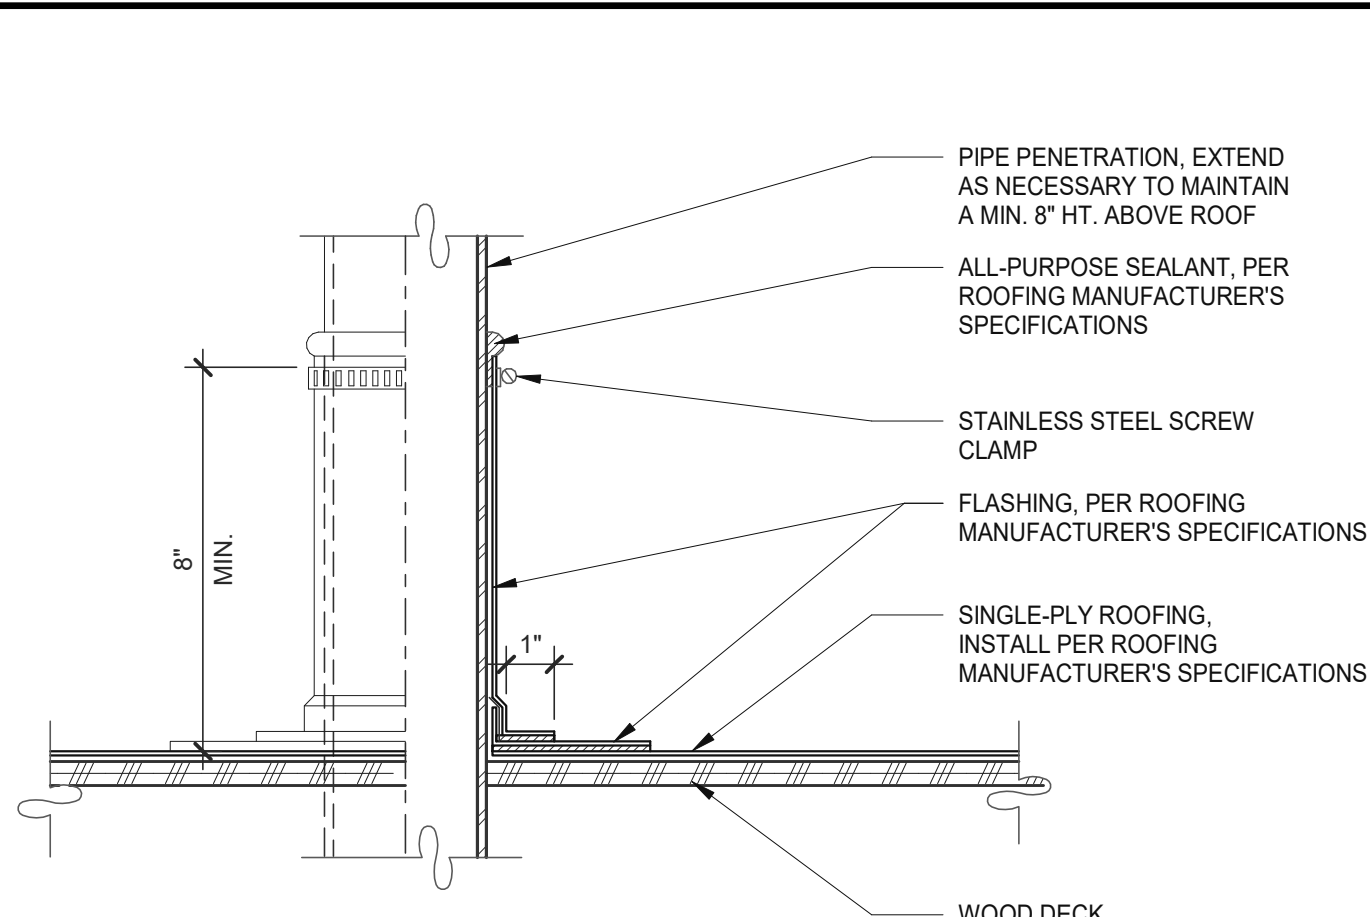 PIPE PENETRATION, EXTEND
AS NECESSARY TO MAINTAIN
A MIN. 8" HT. ABOVE ROOF
ALL-PURPOSE SEALANT, PER
ROOFING MANUFACTURER'S
SPECIFICATIONS
STAINLESS STEEL SCREW
CLAMP
FLASHING, PER ROOFING
MANUFACTURER'S SPECIFICATIONS
8"
MIN.
1"
SINGLE-PLY ROOFING,
INSTALL PER ROOFING
MANUFACTURER'S SPECIFICATIONS
WOOD DECK